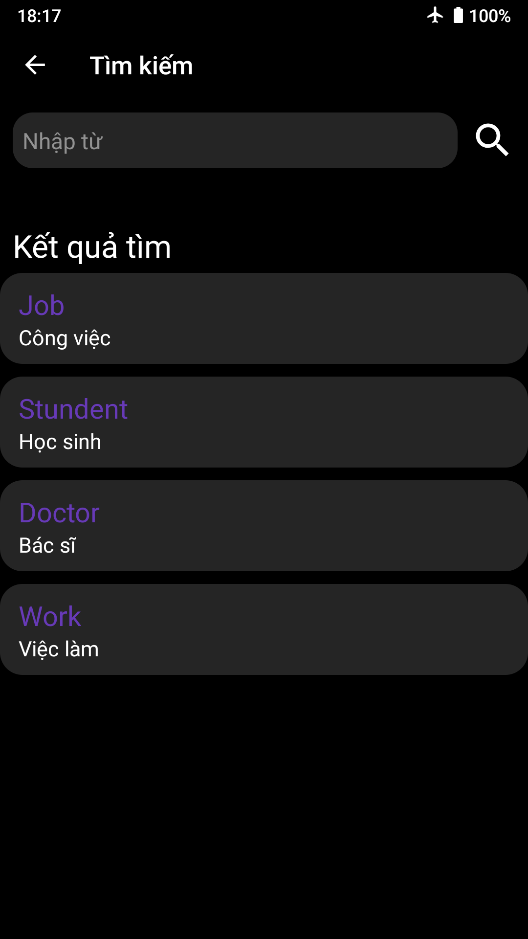 18:17 100%
Tìm kiếm
Nhập từ
Kết quả tìm
Job
Công việc
Stundent
Học sinh
Doctor
Bác sĩ
Work
Việc làm